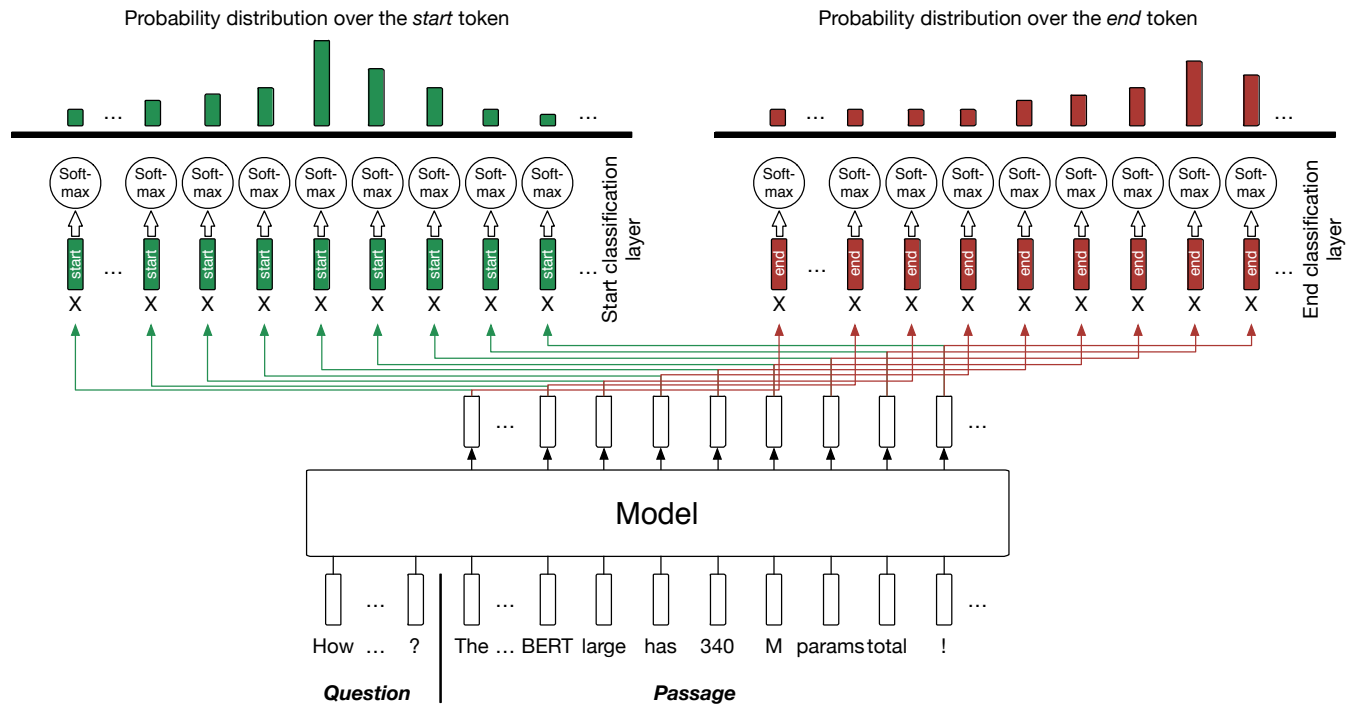 Probability distribution over the start token
Probability distribution over the end token
... ...
... ...
Soft-max Soft-max Soft-max Soft-max Soft-max Soft-max Soft-max Soft-max Soft-max
Soft-max Soft-max Soft-max Soft-max Soft-max Soft-max Soft-max Soft-max Soft-max
start ... start start start start start start start start ...
Start classification
layer
end ... end end end end end end end end ...
End classification
layer
X X X X X X X X X
X X X X X X X X X
... ...
Model
... ... ...
How ... ? The ... BERT large has 340 M params total !
Question Passage